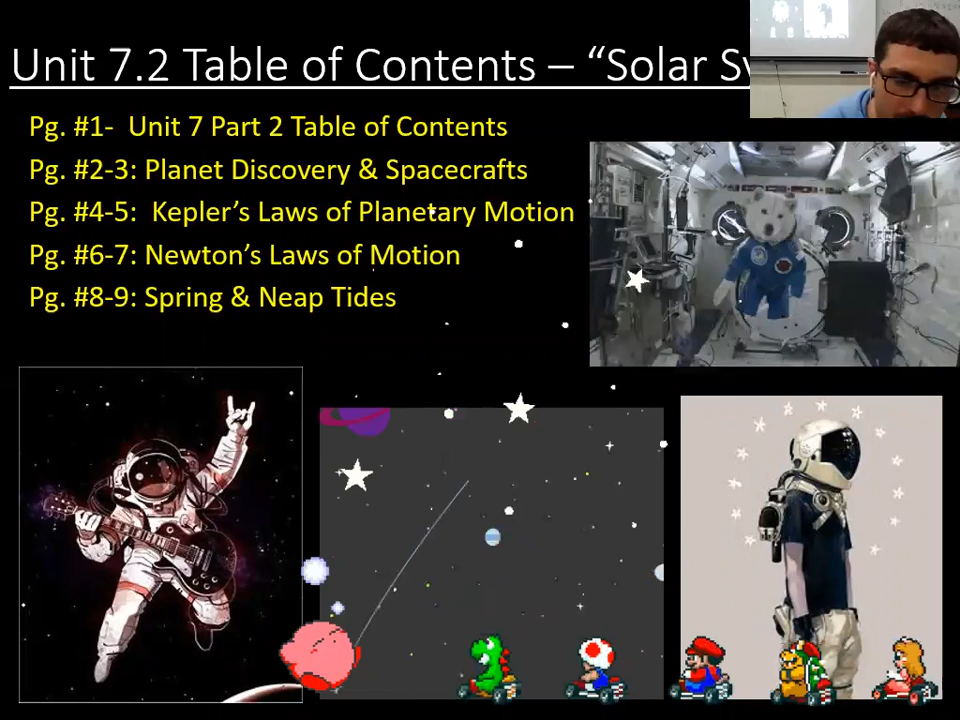 Unit 7.2 Table of Contents – “Solar
Pg. #1- Unit 7 Part 2 Table of Contents
Pg. #2-3: Planet Discovery & Spacecrafts
Pg. #4-5: Kepler’s Laws of Planetary Motion
Pg. #6-7: Newton’s Laws of Motion
Pg. #8-9: Spring & Neap Tides